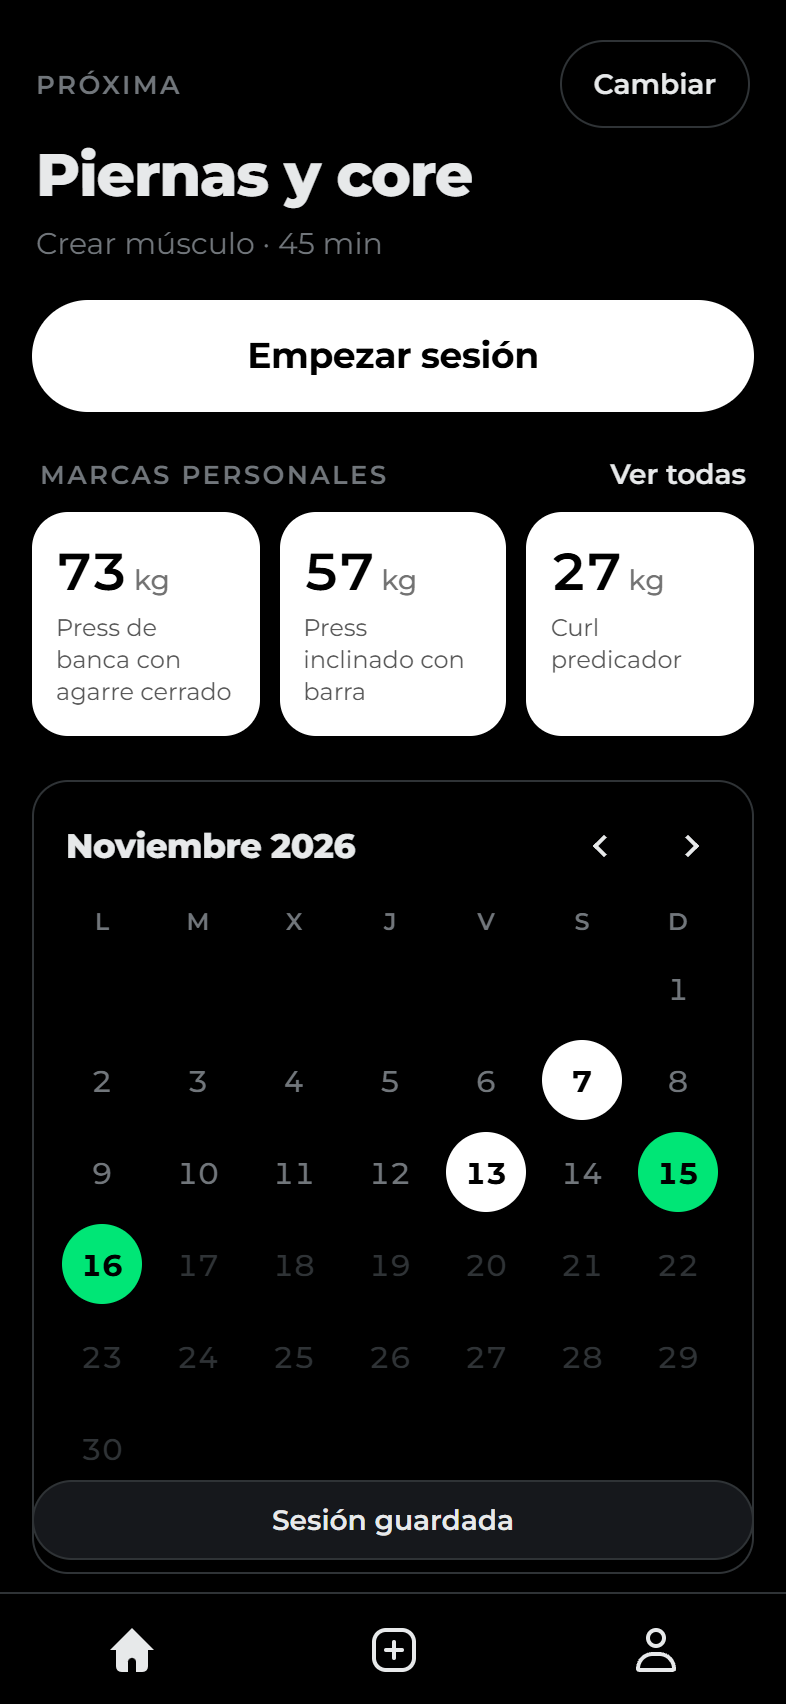 PRÓXIMA
Cambiar
Piernas y core
Crear músculo · 45 min
Empezar sesión
MARCAS PERSONALES
Ver todas
73 kg
Press de
banca con
agarre cerrado
57 kg
Press
inclinado con
barra
27 kg
Curl
predicador
Noviembre 2026
L M X J V S D
1
2 3 4 5 6 7 8
9 10 11 12 13 14 15
16 17 18 19 20 21 22
23 24 25 26 27 28 29
30
Sesión guardada